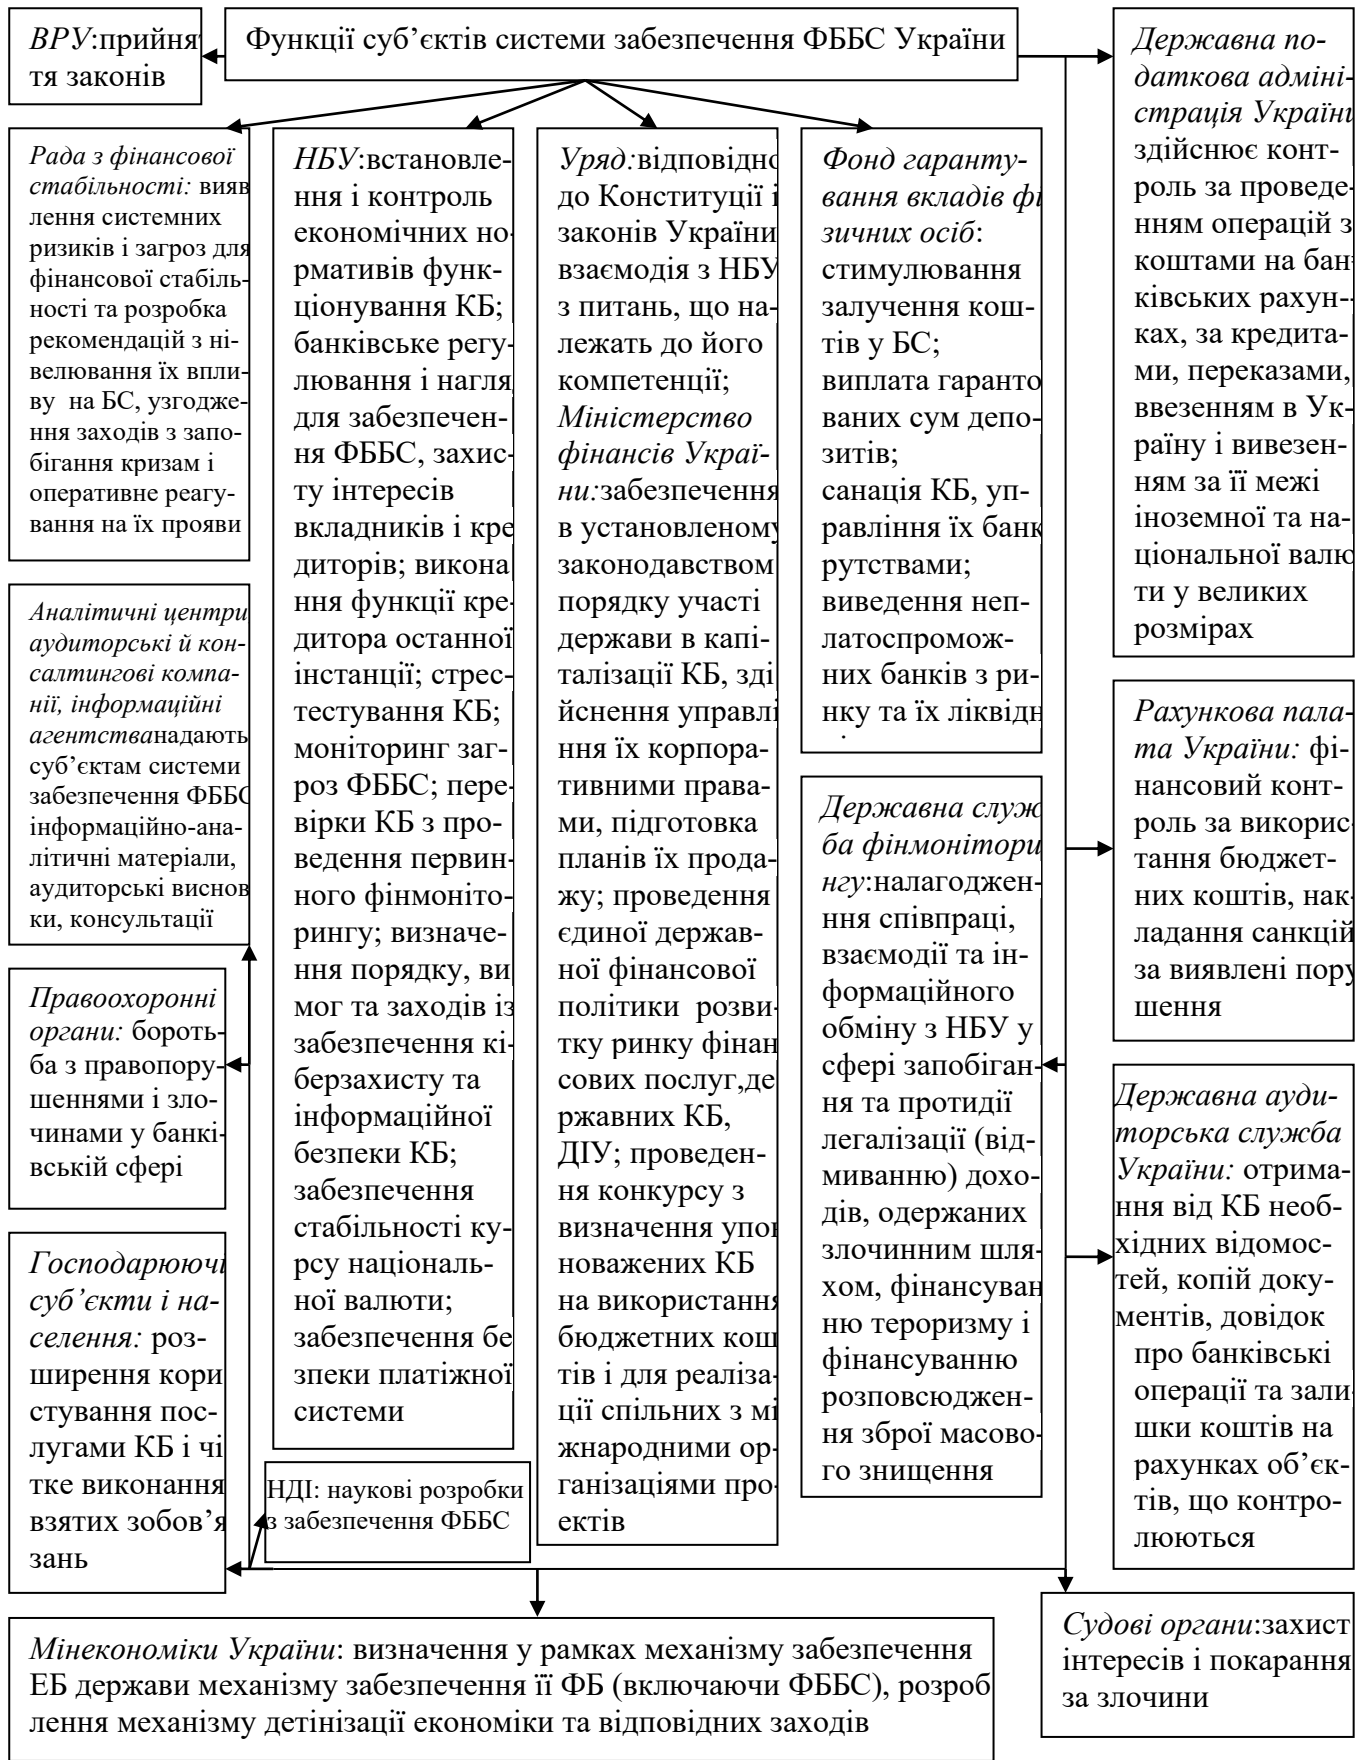 ВРУ:прийнят
тя законів
Функції суб’єктів системи забезпечення ФББС України
Рада з фінансової
стабільності: вияв
лення системних
ризиків і загроз для
фінансової стабіль-
ності та розробка
рекомендацій з ні-
велювання їх впли-
ву на БС, узгодже-
ння заходів з запо-
бігання кризам і
оперативне реагу-
вання на їх прояви
Аналітичні центри
аудиторські й кон-
салтингові компа-
нії, інформаційні
агентстванадають
суб’єктам системи
забезпечення ФББС
інформаційно-ана-
літичні матеріали,
аудиторські виснов
ки, консультації
Правоохоронні
органи: бороть-
ба з правопору-
шеннями і зло-
чинами у банкі-
вській сфері
Господарюючі
суб’єкти і на-
селення: роз-
ширення кори
стування пос-
лугами КБ і чі
тке виконання
взятих зобов’я
зань
НБУ:встановле-
ння і контроль
економічних но-
рмативів функ-
ціонування КБ;
банківське регу-
лювання і нагля
для забезпечен-
ня ФББС, захис-
ту інтересів
вкладників і кре
диторів; викона
ння функції кре-
дитора останної
інстанції; стрес-
тестування КБ;
моніторинг заг-
роз ФББС; пере-
вірки КБ з про-
ведення первин-
ного фінмоніто-
рингу; визначе-
ння порядку, ви
мог та заходів із
забезпечення кі-
берзахисту та
інформаційної
безпеки КБ;
забезпечення
стабільності ку-
рсу національ-
ної валюти;
забезпечення бе
зпеки платіжної
системи
НДІ: наукові розробки
з забезпечення ФББС
Уряд:відповідно
до Конституції і
законів України
взаємодія з НБУ
з питань, що на-
лежать до його
компетенції;
Міністерство
фінансів Украї-
ни:забезпечення
в установленому
законодавством
порядку участі
держави в капі-
талізації КБ, зді
йснення управлі
ння їх корпора-
тивними права-
ми, підготовка
планів їх прода-
жу; проведення
єдиної держав-
ної фінансової
політики розви-
тку ринку фінан
сових послуг,де
ржавних КБ,
ДІУ; проведен-
ня конкурсу з
визначення упов
новажених КБ
на використання
бюджетних кош
тів і для реаліза-
ції спільних з мі
жнародними ор-
ганізаціями про-
ектів
Фонд гаранту-
вання вкладів фі
зичних осіб:
стимулювання
залучення кош-
тів у БС;
виплата гаранто
ваних сум депо-
зитів;
санація КБ, уп-
равління їх банк
рутствами;
виведення неп-
латоспромож-
них банків з ри-
нку та їх ліквід
Державна служ
ба фінмонітори
нгу:налагоджен-
ня співпраці,
взаємодії та ін-
формаційного
обміну з НБУ у
сфері запобіган-
ня та протидії
легалізації (від-
миванню) дохо-
дів, одержаних
злочинним шля-
хом, фінансуван
ню тероризму і
фінансуванню
розповсюджен-
ня зброї масово-
го знищення
Державна по-
даткова адміні-
страція України
здійснює конт-
роль за проведе-
нням операцій з
коштами на бан-
ківських рахун-
ках, за кредита-
ми, переказами,
ввезенням в Ук-
раїну і вивезен-
ням за її межі
іноземної та на-
ціональної валю
ти у великих
розмірах
Рахункова пала-
та України: фі-
нансовий конт-
роль за викорис-
тання бюджет-
них коштів, нак-
ладання санкцій
за виявлені пору
шення
Державна ауди-
торська служба
України: отрима-
ння від КБ необ-
хідних відомос-
тей, копій доку-
ментів, довідок
про банківські
операції та зали-
шки коштів на
рахунках об’єк-
тів, що контро-
люються
Мінекономіки України: визначення у рамках механізму забезпечення
ЕБ держави механізму забезпечення її ФБ (включаючи ФББС), розроб
лення механізму детінізації економіки та відповідних заходів
Судові органи:захист
інтересів і покарання
за злочини